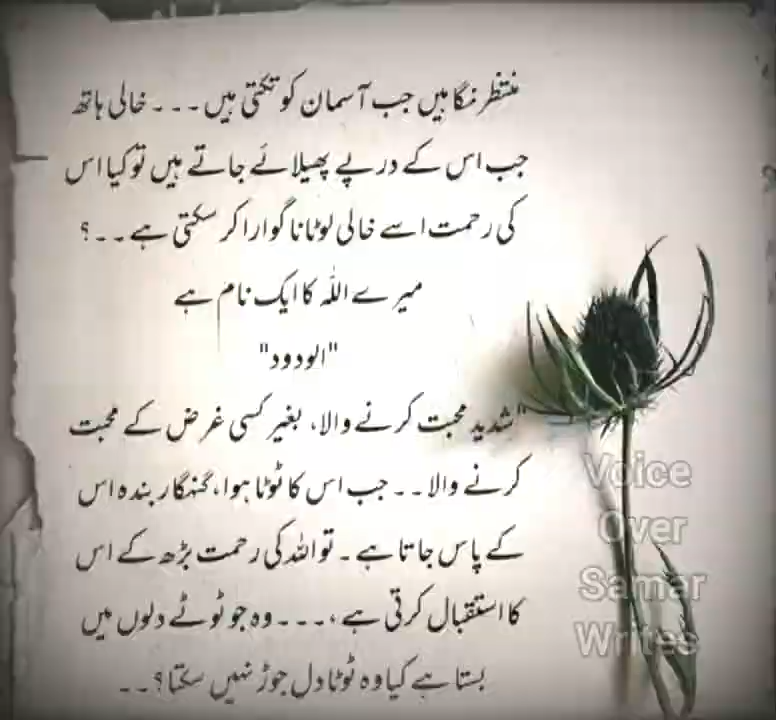 منتظر نگاہیں جب آسمان کو تکتی ہیں۔۔۔ خالی ہاتھ
جب اس کے در پے پھیلائے جاتے ہیں تو کیا اس
کی رحمت اسے خالی لوٹانا گوارا کر سکتی ہے۔۔؟
میرے اللہ کا ایک نام ہے
"الودود"
"شدید محبت کرنے والا، بغیر کسی غرض کے محبت
کرنے والا۔۔ جب اس کا ٹوٹا ہوا، گنہگار بندہ اس
کے پاس جاتا ہے۔ تو اللہ کی رحمت بڑھ کے اس
کا استقبال کرتی ہے،۔۔۔ وہ جو ٹوٹے دلوں میں
بستا ہے کیا وہ ٹوٹا دل جوڑ نہیں سکتا؟۔۔
Voice
Over
Samar
Writes